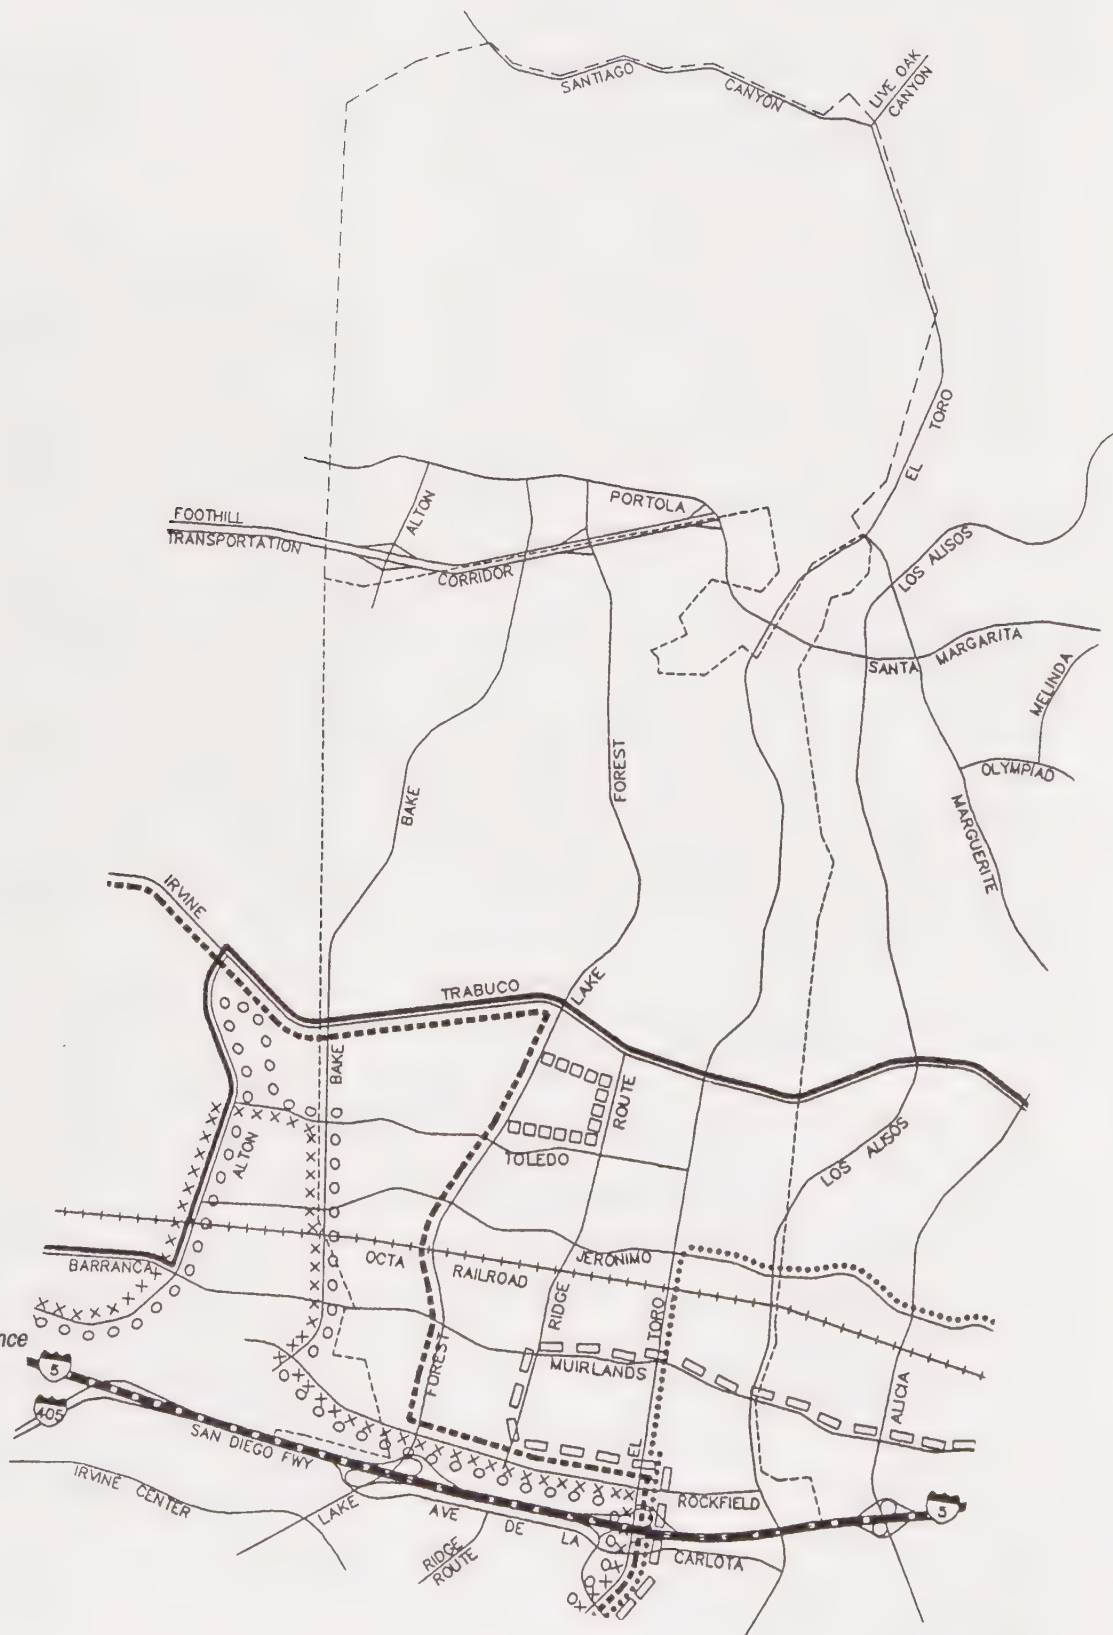 SANTIAGO
CANYON
LIVE OAK
CANYON
EL
TORO
PORTOLA
ALTON
FOOTHILL
TRANSPORTATION
CORRIDOR
LOS ALISOS
SANTA
MARGARITA
MELINDA
OLYMPIAD
MARGUERITE
BAKE
FOREST
LAKE
IRVINE
TRABUCO
BAKE
ROUTE
RIDGE
TOLEDO
ALTON
LOS ALISOS
BARRANCA
OCTA
RAILROAD
JERONIMO
nce
FOREST
MUIRLANDS
TORO
EL
ALICIA
5
405
SAN DIEGO FWY
IRVINE CENTER
LAKE
AVE
DE
LA
CARLOTA
RIDGE
ROUTE
ROCKFIELD
5